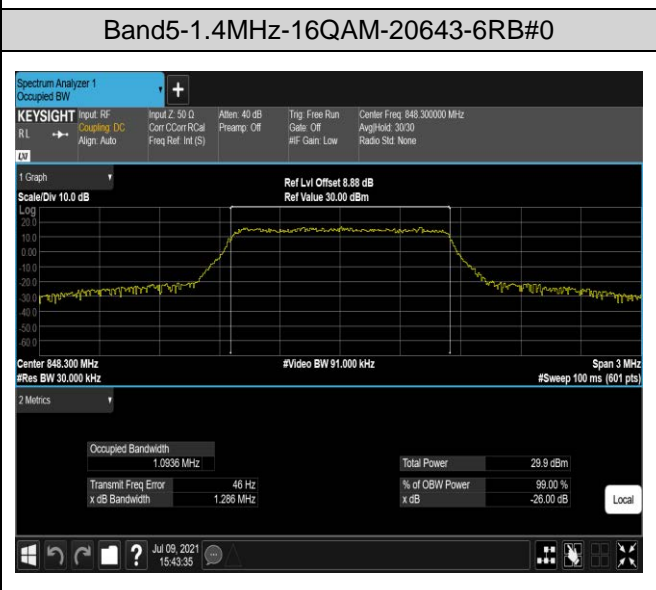 Band5-1.4MHz-16QAM-20643-6RB#0
Spectrum Analyzer 1
Occupied BW
KEYSIGHT Input: RF Input Z: 50 Ω Atten: 40 dB Trig: Free Run Center Freq: 848.300000 MHz
RL Coupling: DC Corr CCorr RCal Preamp: Off Gate: Off Avg|Hold: 30/30
Align: Auto Freq Ref: Int (S) #IF Gain: Low Radio Std: None
LXI
1 Graph
Ref Lvl Offset 8.88 dB
Scale/Div 10.0 dB Ref Value 30.00 dBm
Log
20.0
10.0
0.00
-10.0
-20.0
-30.0
-40.0
-50.0
-60.0
Center 848.300 MHz #Video BW 91.000 kHz Span 3 MHz
#Res BW 30.000 kHz #Sweep 100 ms (601 pts)
2 Metrics
Occupied Bandwidth
1.0936 MHz Total Power 29.9 dBm
Transmit Freq Error 46 Hz % of OBW Power 99.00 %
x dB Bandwidth 1.286 MHz x dB -26.00 dB
Local
? Jul 09, 2021
15:43:35